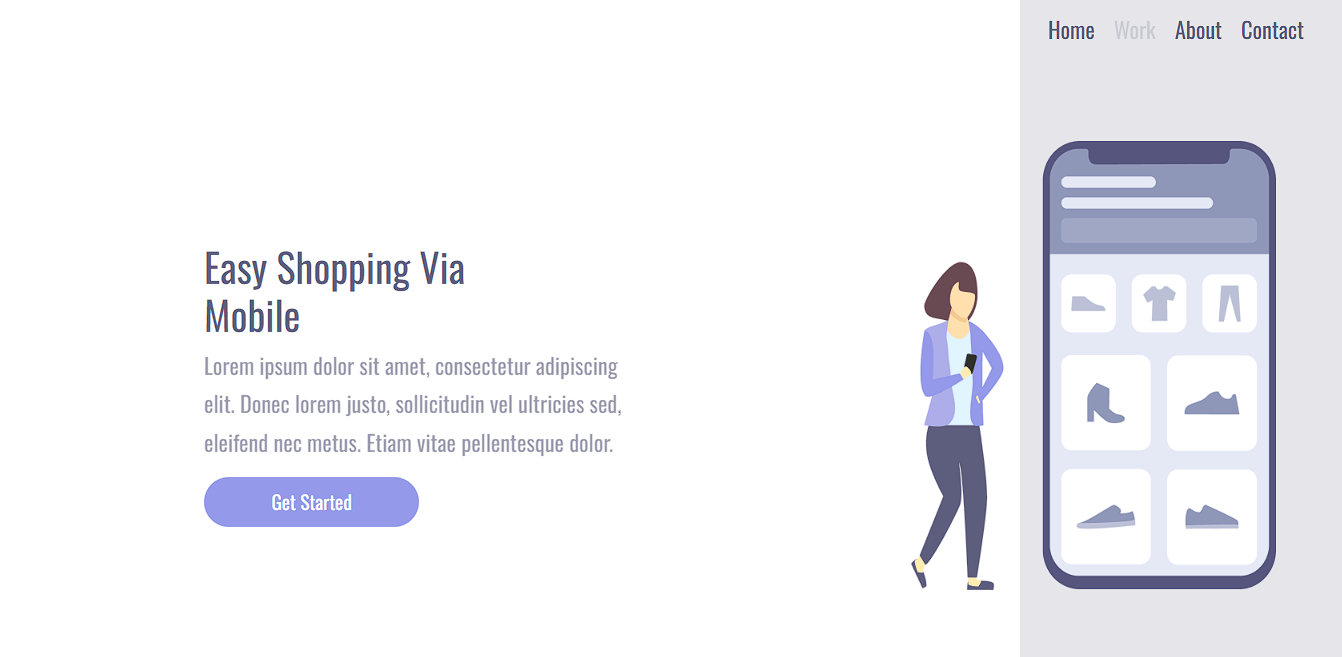 Home Work About Contact
Easy Shopping Via
Mobile
Lorem ipsum dolor sit amet, consectetur adipiscing
elit. Donec lorem justo, sollicitudin vel ultricies sed,
eleifend nec metus. Etiam vitae pellentesque dolor.
Get Started